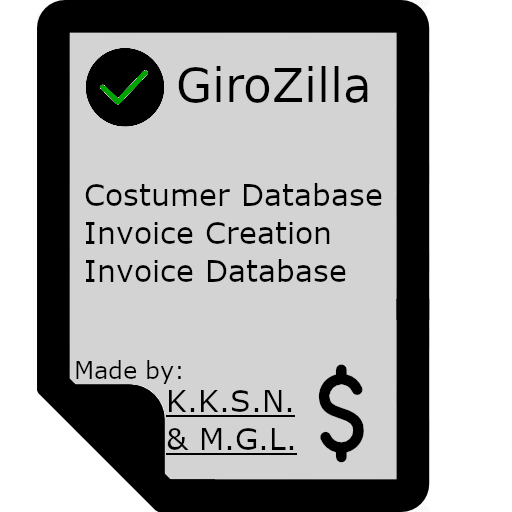 GiroZilla
Costumer Database
Invoice Creation
Invoice Database
Made by:
K.K.S.N.
& M.G.L.
$